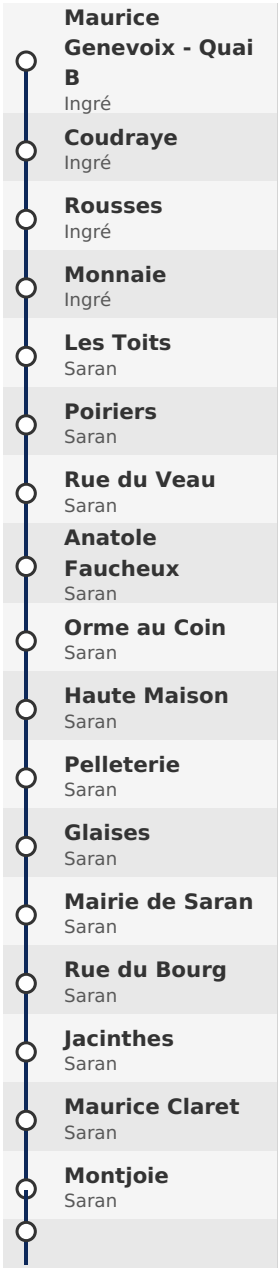 Maurice
Genevoix - Quai
B
Ingré
Coudraye
Ingré
Rousses
Ingré
Monnaie
Ingré
Les Toits
Saran
Poiriers
Saran
Rue du Veau
Saran
Anatole
Faucheux
Saran
Orme au Coin
Saran
Haute Maison
Saran
Pelleterie
Saran
Glaises
Saran
Mairie de Saran
Saran
Rue du Bourg
Saran
Jacinthes
Saran
Maurice Claret
Saran
Montjoie
Saran